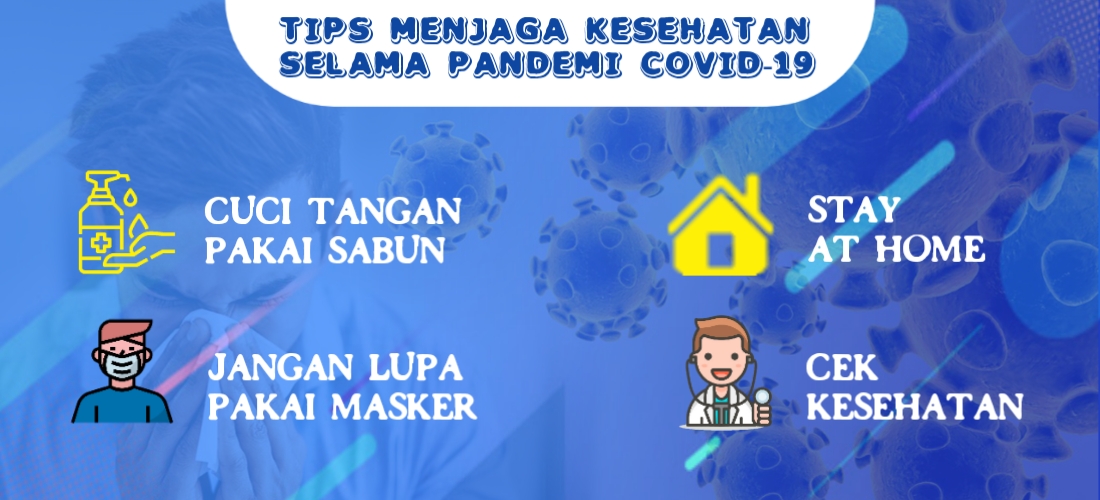 TIPS MENJAGA KESEHATAN
SELAMA PANDEMI COVID-19
CUCI TANGAN
PAKAI SABUN
STAY
AT HOME
JANGAN LUPA
PAKAI MASKER
CEK
KESEHATAN